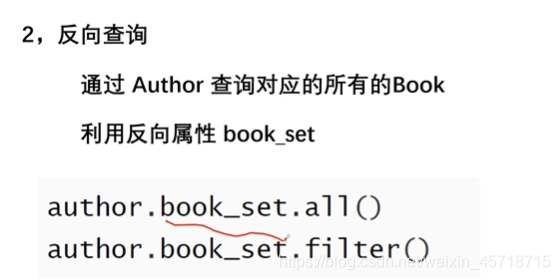 2，反向查询
通过 Author 查询对应的所有的Book
利用反向属性 book_set
author.book_set.all()
author.book_set.filter()
https://blog.csdn.net/weixin_45718715